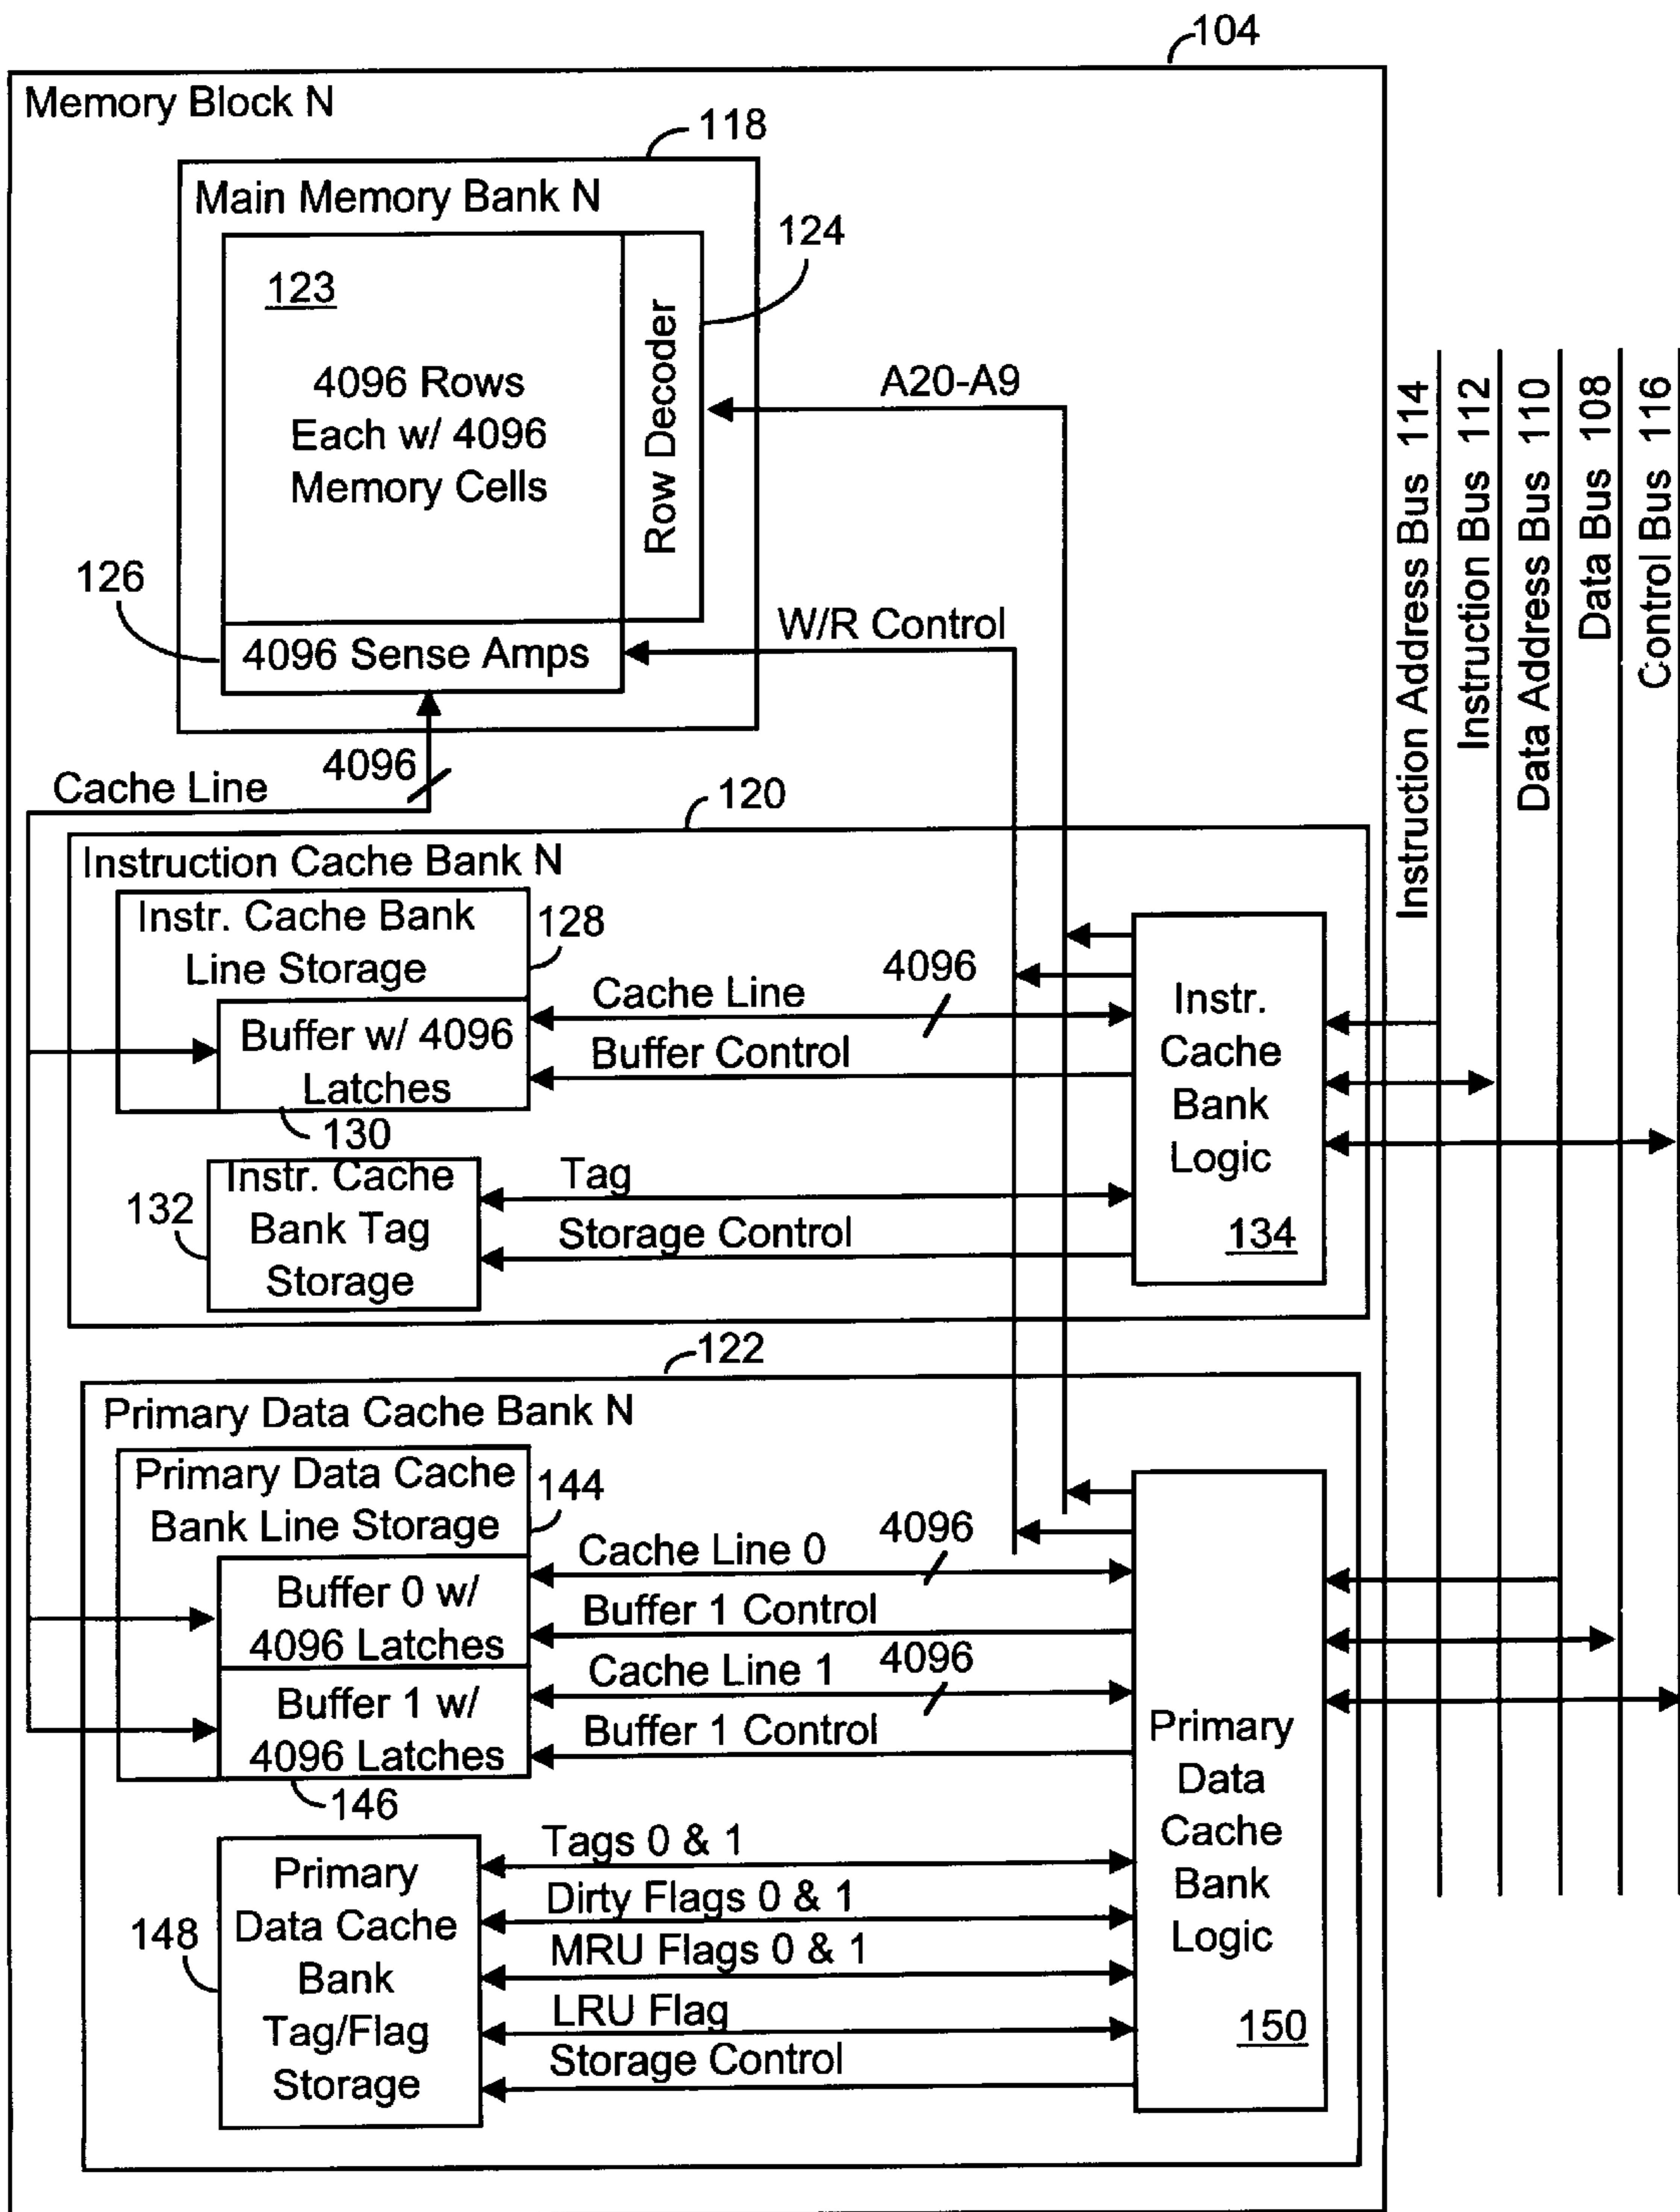 104
Memory Block N
118
Main Memory Bank N
124
123
4096 Rows
Each w/ 4096
Memory Cells
Row Decoder
A20-A9
126
4096 Sense Amps
W/R Control
4096
Cache Line
Instruction Address Bus 114
Instruction Bus 112
Data Address Bus 110
Data Bus 108
Control Bus 116
120
Instruction Cache Bank N
Instr. Cache Bank
Line Storage
128
Buffer w/ 4096
Latches
130
Cache Line
4096
Buffer Control
Instr.
Cache
Bank
Logic
134
132
Instr. Cache
Bank Tag
Storage
Tag
Storage Control
122
Primary Data Cache Bank N
Primary Data Cache
Bank Line Storage
144
Buffer 0 w/
4096 Latches
Buffer 1 w/
4096 Latches
146
Cache Line 0
4096
Buffer 1 Control
Cache Line 1
4096
Buffer 1 Control
Primary
Data
Cache
Bank
Logic
150
148
Primary
Data Cache
Bank
Tag/Flag
Storage
Tags 0 & 1
Dirty Flags 0 & 1
MRU Flags 0 & 1
LRU Flag
Storage Control